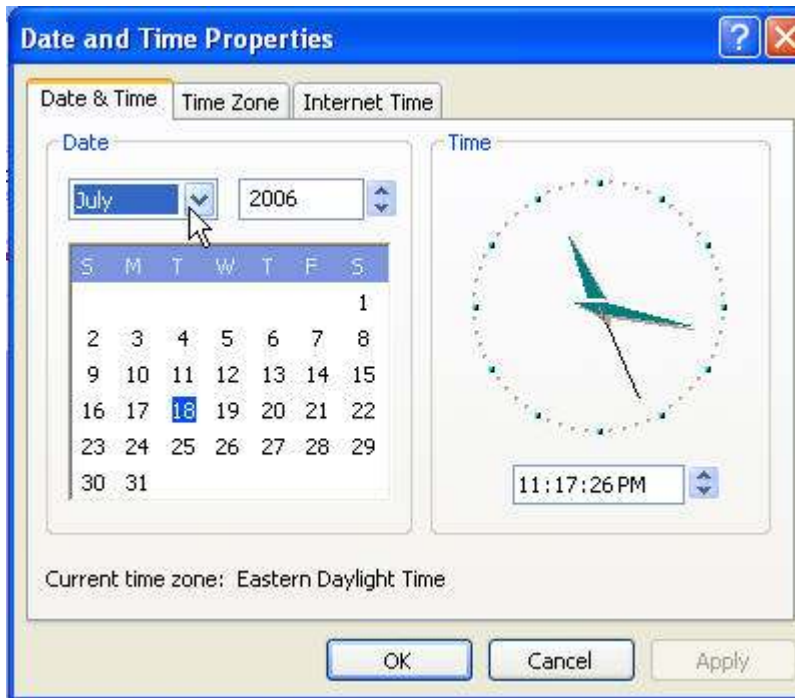 Date and Time Properties
Date & Time Time Zone Internet Time
Date
July 2006
S M T W T F S
1
2 3 4 5 6 7 8
9 10 11 12 13 14 15
16 17 18 19 20 21 22
23 24 25 26 27 28 29
30 31
Time
11:17:26 PM
Current time zone: Eastern Daylight Time
OK Cancel Apply